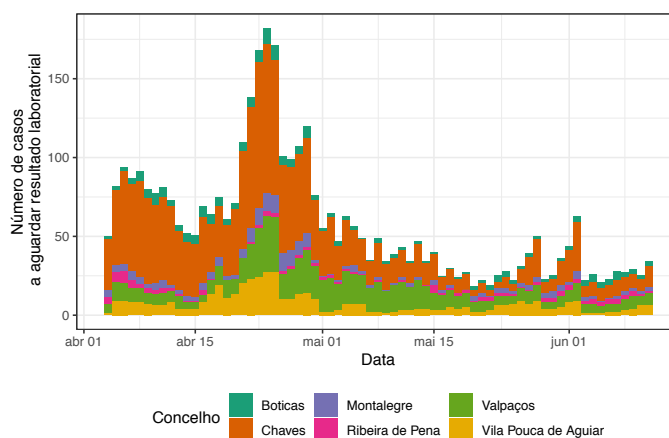 Número de casos
a aguardar resultado laboratorial
150
100
50
0
abr 01
abr 15
mai 01
mai 15
jun 01
Data
Concelho
Boticas
Montalegre
Valpaços
Chaves
Ribeira de Pena
Vila Pouca de Aguiar